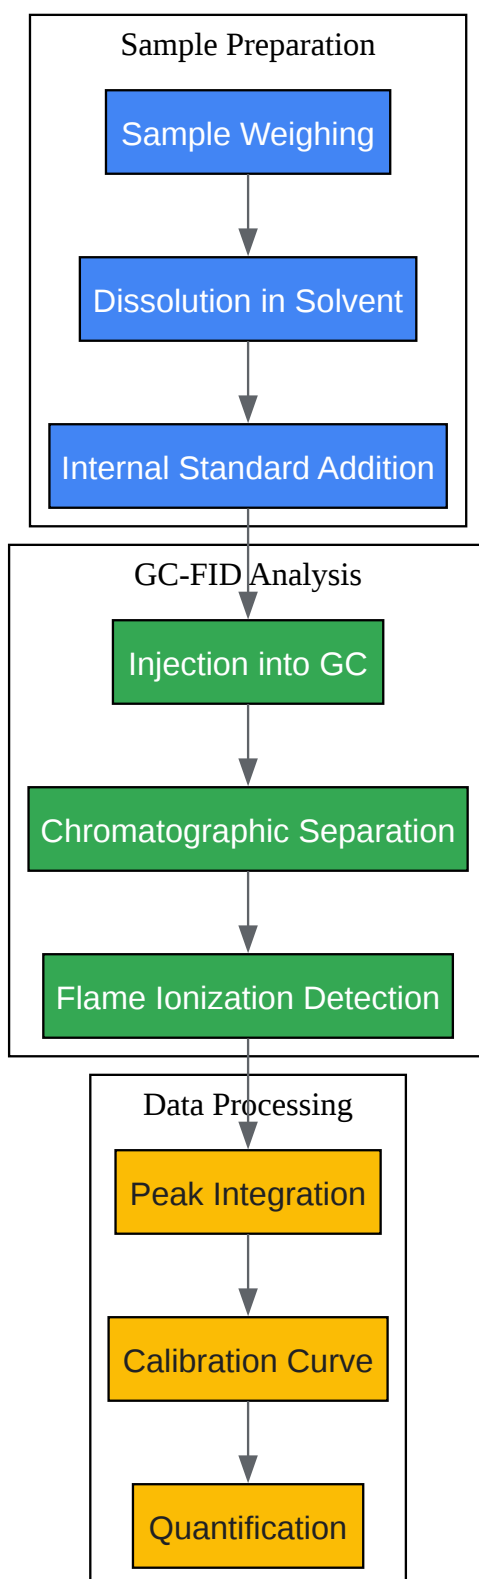 Sample Preparation
Sample Weighing
Dissolution in Solvent
Internal Standard Addition
GC-FID Analysis
Injection into GC
Chromatographic Separation
Flame Ionization Detection
Data Processing
Peak Integration
Calibration Curve
Quantification